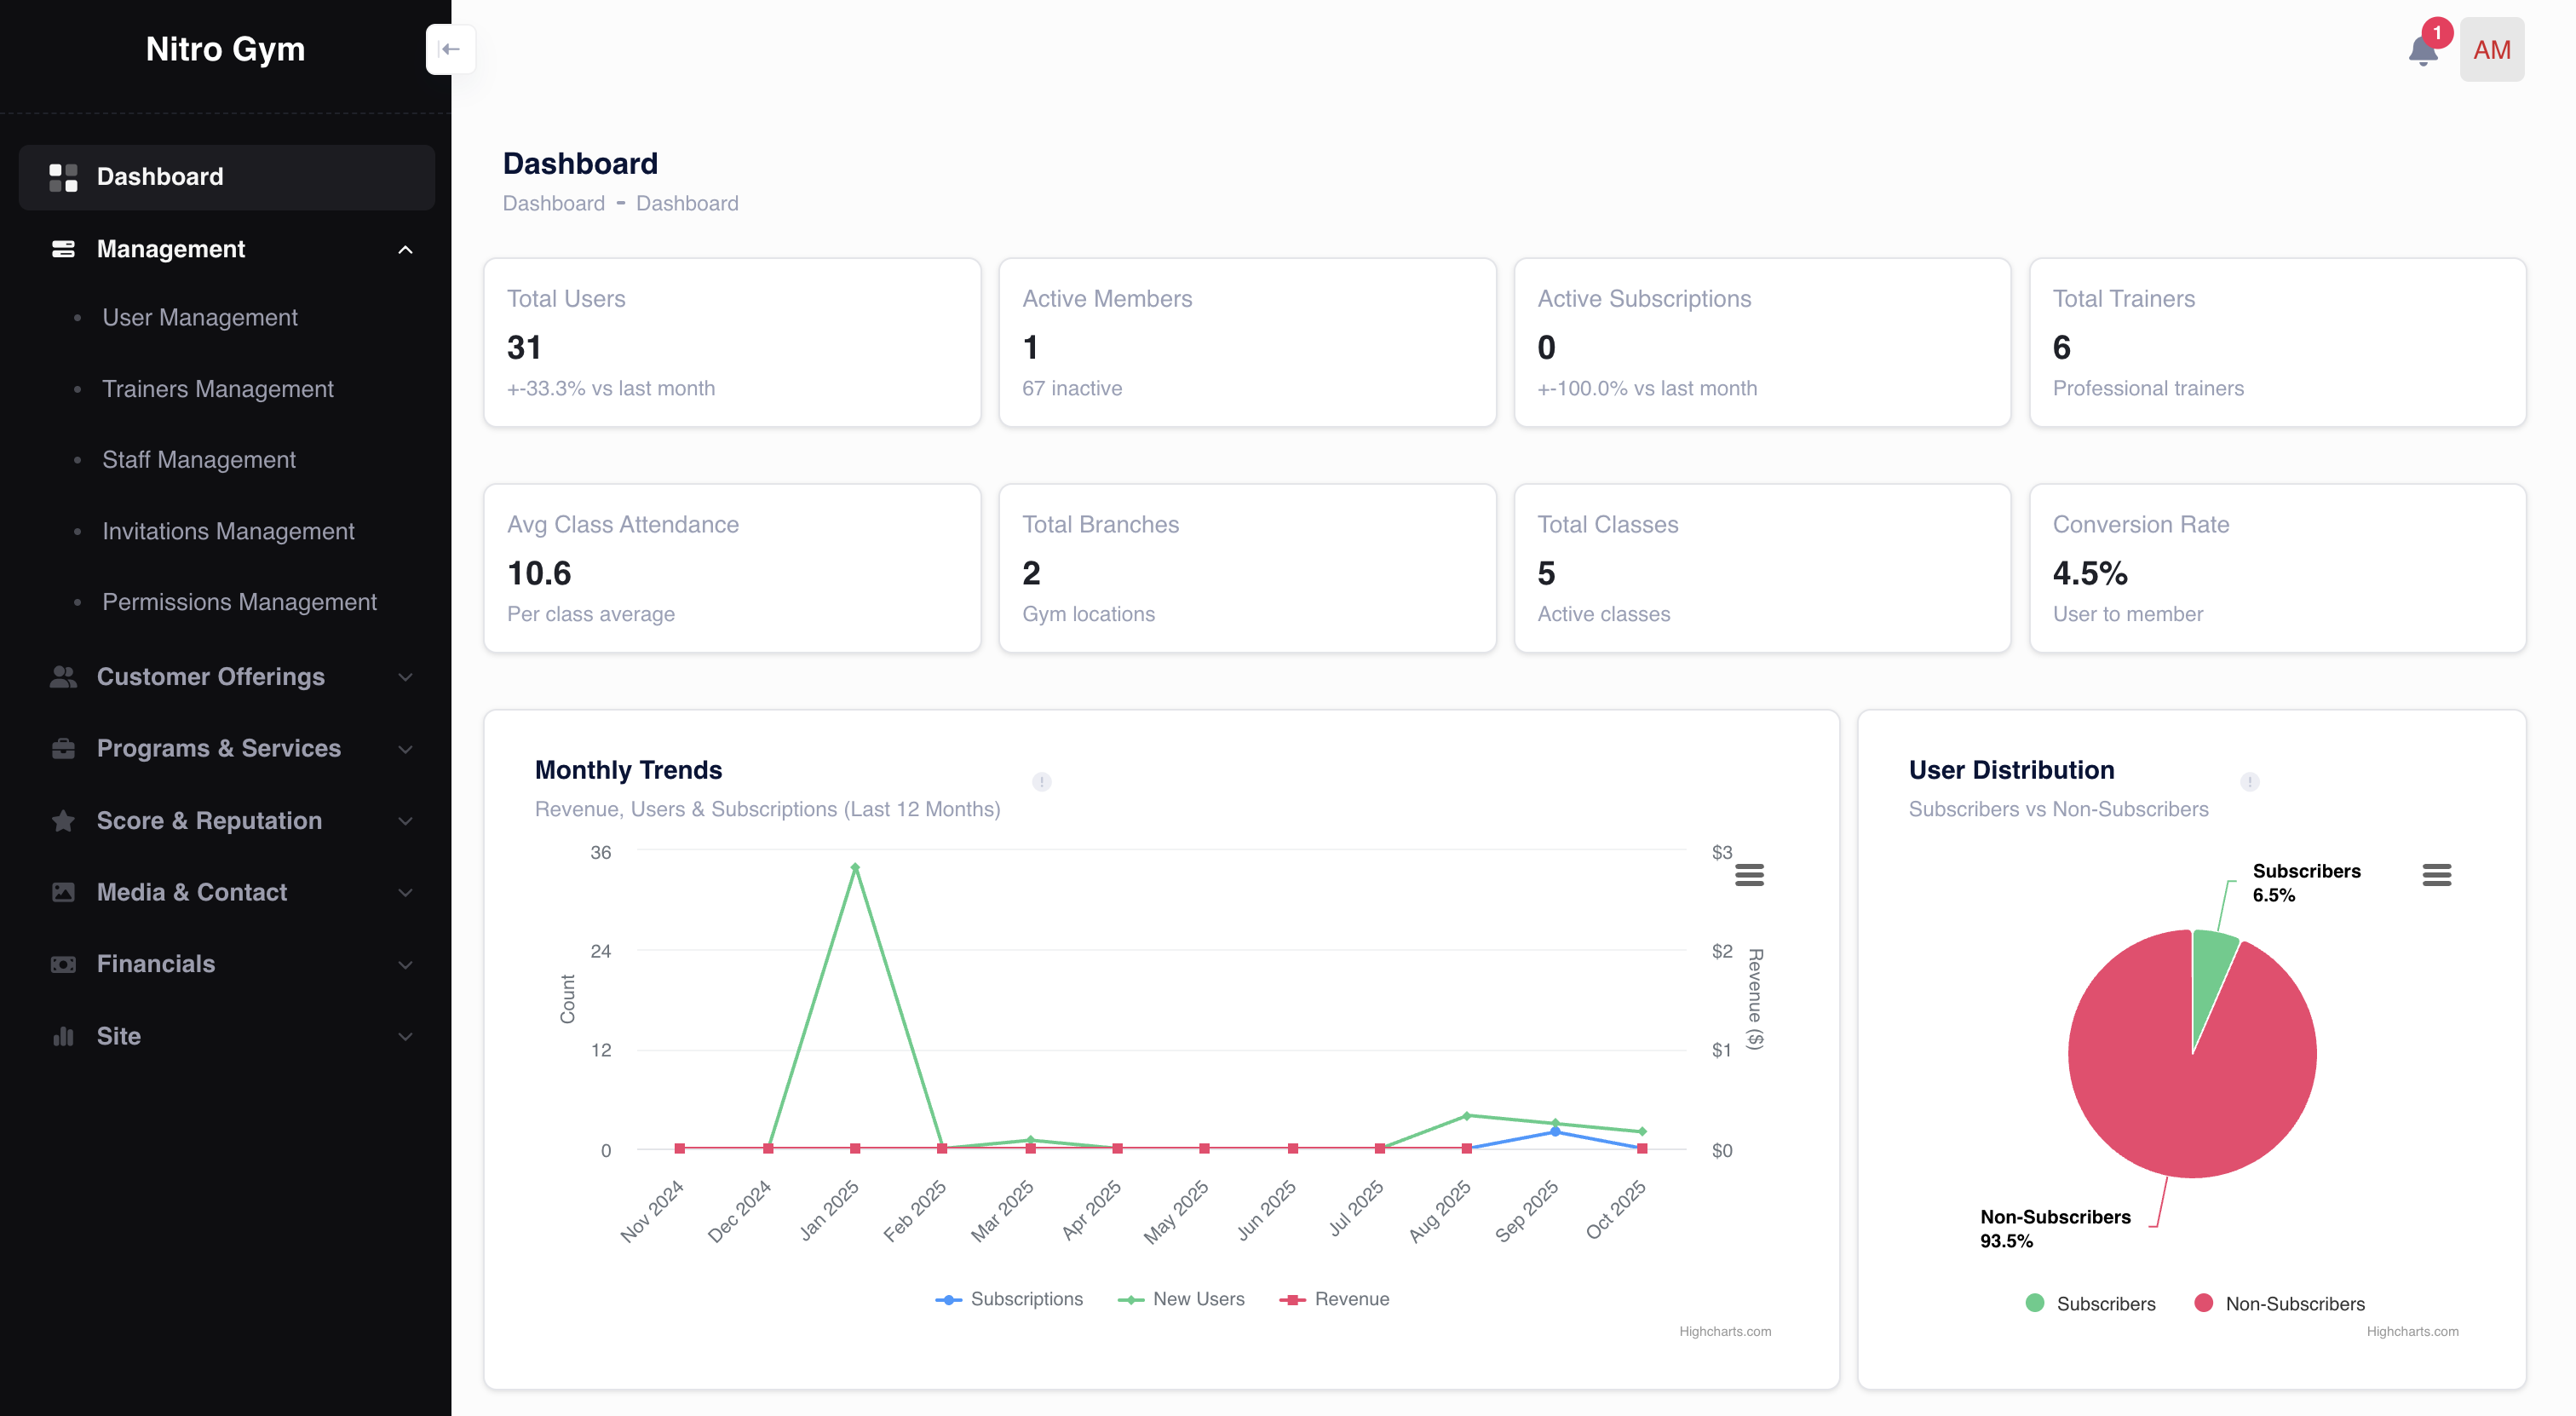 Nitro Gym
1
AM
Dashboard
Management
User Management
Trainers Management
Staff Management
Invitations Management
Permissions Management
Customer Offerings
Programs & Services
Score & Reputation
Media & Contact
Financials
Site
Dashboard
Dashboard - Dashboard
Total Users
31
+-33.3% vs last month
Active Members
1
67 inactive
Active Subscriptions
0
+-100.0% vs last month
Total Trainers
6
Professional trainers
Avg Class Attendance
10.6
Per class average
Total Branches
2
Gym locations
Total Classes
5
Active classes
Conversion Rate
4.5%
User to member
Monthly Trends
Revenue, Users & Subscriptions (Last 12 Months)
!
36
24
12
0
Count
$3
$2
$1
$0
Revenue ($)
Nov 2024
Dec 2024
Jan 2025
Feb 2025
Mar 2025
Apr 2025
May 2025
Jun 2025
Jul 2025
Aug 2025
Sep 2025
Oct 2025
Subscriptions
New Users
Revenue
Highcharts.com
User Distribution
Subscribers vs Non-Subscribers
!
Subscribers
6.5%
Non-Subscribers
93.5%
Subscribers
Non-Subscribers
Highcharts.com